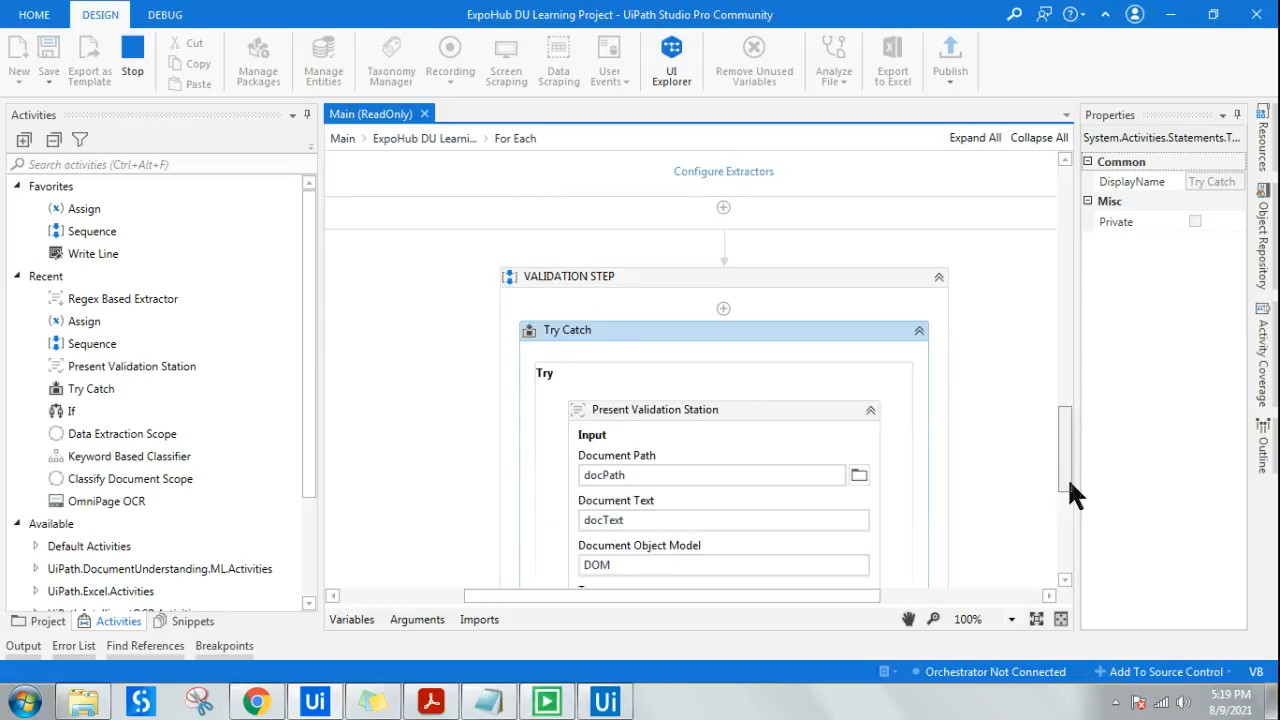 HOME DESIGN DEBUG ExpoHub DU Learning Project - UiPath Studio Pro Community
New Save Export as Template Stop Cut Copy Paste Manage Packages Manage Entities Taxonomy Manager Recording Screen Scraping Data Scraping User Events UI Explorer Remove Unused Variables Analyze File Export to Excel Publish
Activities
Search activities (Ctrl+Alt+F)
Favorites
Assign
Sequence
Write Line
Recent
Regex Based Extractor
Assign
Sequence
Present Validation Station
Try Catch
If
Data Extraction Scope
Keyword Based Classifier
Classify Document Scope
OmniPage OCR
Available
Default Activities
UiPath.DocumentUnderstanding.ML.Activities
UiPath.Excel.Activities
Project Activities Snippets
Main (ReadOnly)
Main ExpoHub DU Learni... For Each Expand All Collapse All
Configure Extractors
VALIDATION STEP
Try Catch
Try
Present Validation Station
Input
Document Path
docPath
Document Text
docText
Document Object Model
DOM
Variables Arguments Imports 100%
Properties
System.Activities.Statements.T...
Common
DisplayName Try Catch
Misc
Private
Resources
Object Repository
Activity Coverage
Outline
Output Error List Find References Breakpoints
Orchestrator Not Connected Add To Source Control VB
5:19 PM
8/9/2021